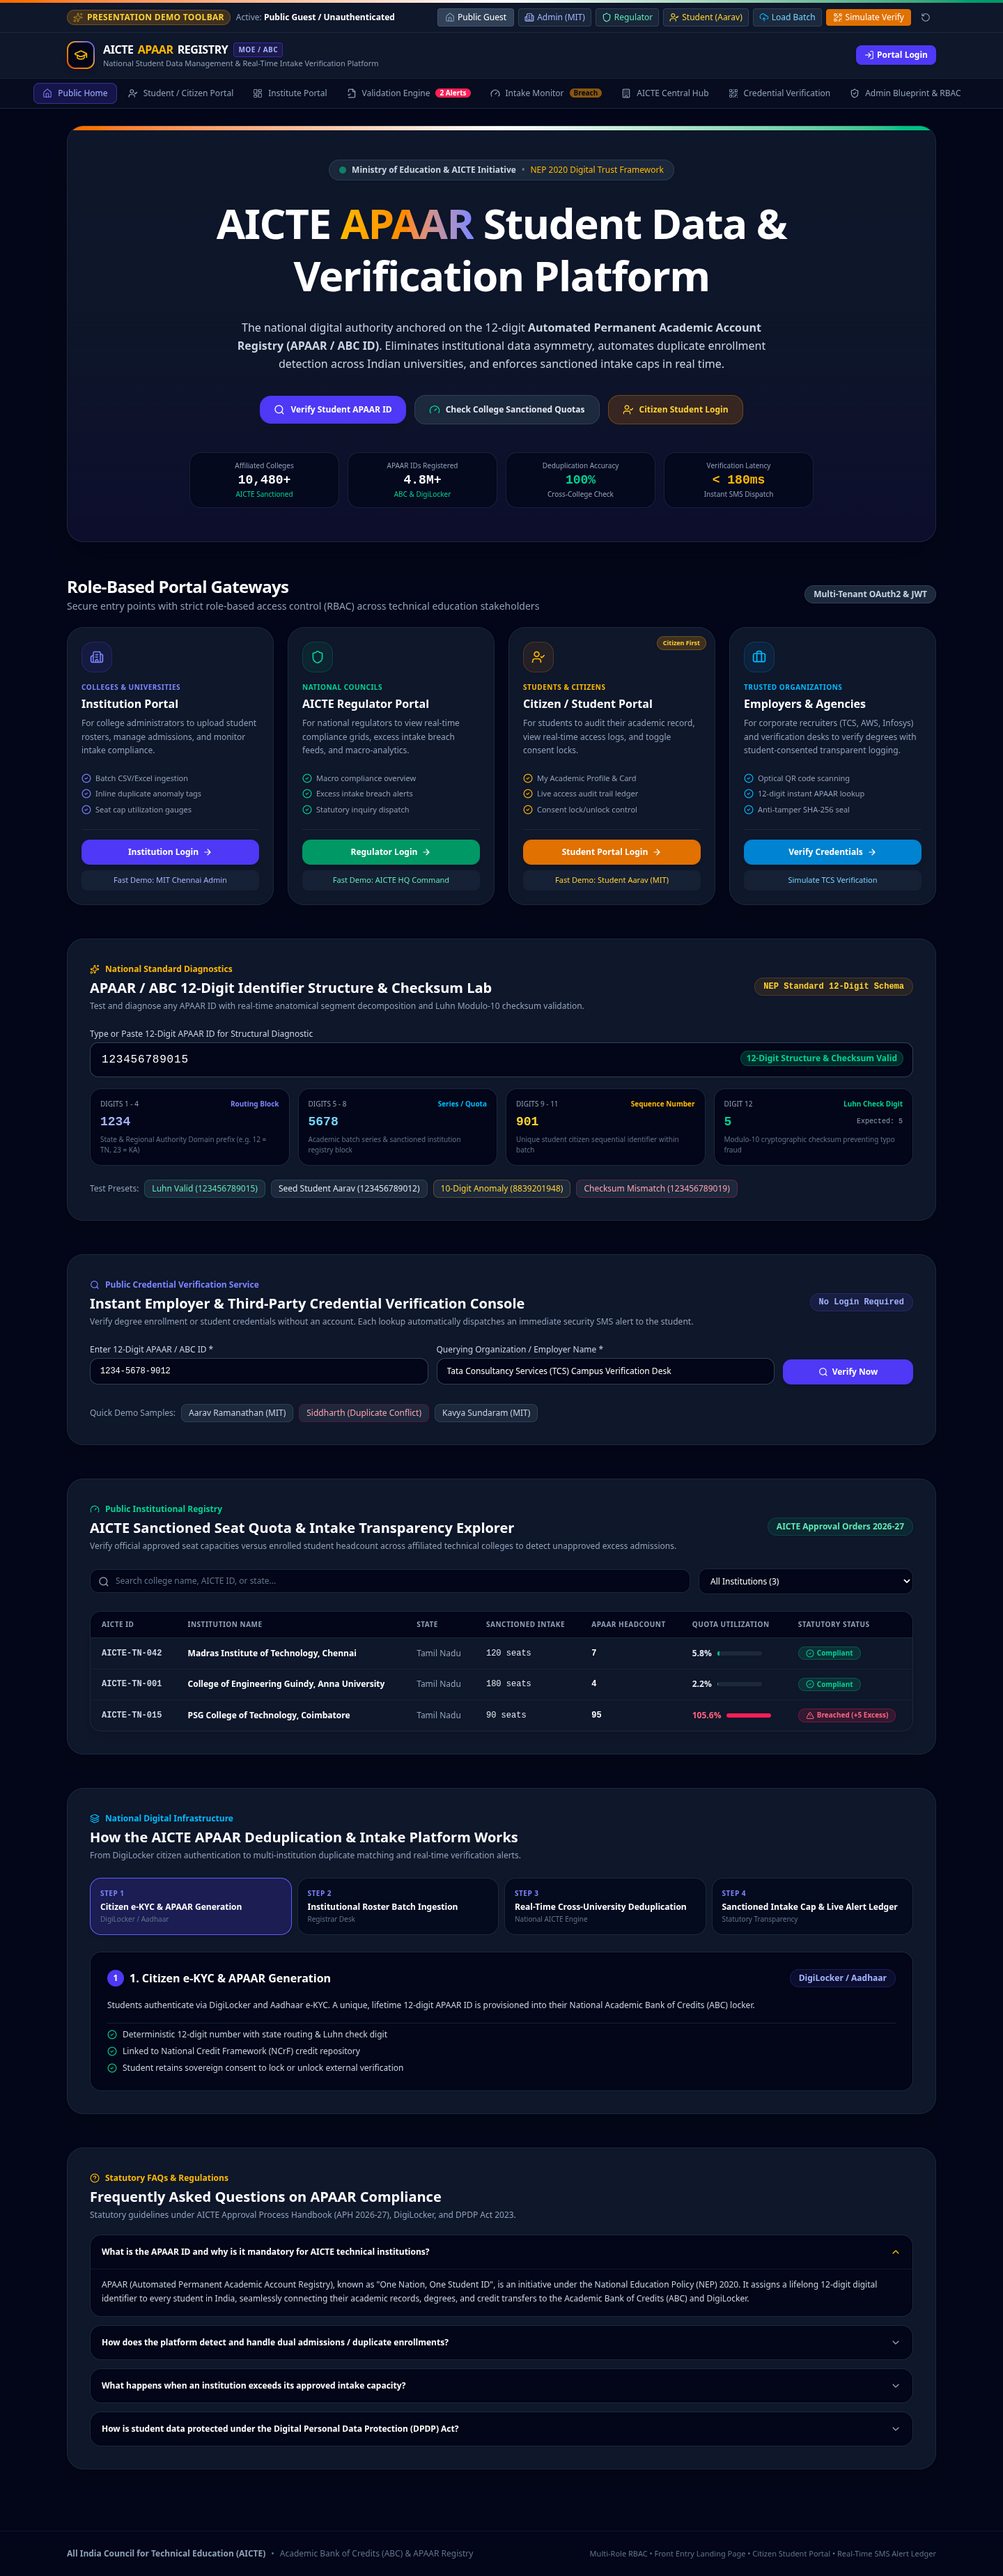 PRESENTATION DEMO TOOLBAR Active: Public Guest / Unauthenticated Public Guest Admin (MIT) Regulator Student (Aarav) Load Batch Simulate Verify
AICTE APAAR REGISTRY MOE / ABC
National Student Data Management & Real-Time Intake Verification Platform
Portal Login
Public Home Student / Citizen Portal Institute Portal Validation Engine 2 Alerts Intake Monitor Breach AICTE Central Hub Credential Verification Admin Blueprint & RBAC
Ministry of Education & AICTE Initiative • NEP 2020 Digital Trust Framework
AICTE APAAR Student Data &
Verification Platform
The national digital authority anchored on the 12-digit Automated Permanent Academic Account
Registry (APAAR / ABC ID). Eliminates institutional data asymmetry, automates duplicate enrollment
detection across Indian universities, and enforces sanctioned intake caps in real time.
Verify Student APAAR ID Check College Sanctioned Quotas Citizen Student Login
Affiliated Colleges
10,480+
AICTE Sanctioned
APAAR IDs Registered
4.8M+
ABC & DigiLocker
Deduplication Accuracy
100%
Cross-College Check
Verification Latency
< 180ms
Instant SMS Dispatch
Role-Based Portal Gateways
Secure entry points with strict role-based access control (RBAC) across technical education stakeholders
Multi-Tenant OAuth2 & JWT
COLLEGES & UNIVERSITIES
Institution Portal
For college administrators to upload student
rosters, manage admissions, and monitor
intake compliance.
Batch CSV/Excel ingestion
Inline duplicate anomaly tags
Seat cap utilization gauges
Institution Login
Fast Demo: MIT Chennai Admin
NATIONAL COUNCILS
AICTE Regulator Portal
For national regulators to view real-time
compliance grids, excess intake breach
feeds, and macro-analytics.
Macro compliance overview
Excess intake breach alerts
Statutory inquiry dispatch
Regulator Login
Fast Demo: AICTE HQ Command
Citizen First
STUDENTS & CITIZENS
Citizen / Student Portal
For students to audit their academic record,
view real-time access logs, and toggle
consent locks.
My Academic Profile & Card
Live access audit trail ledger
Consent lock/unlock control
Student Portal Login
Fast Demo: Student Aarav (MIT)
TRUSTED ORGANIZATIONS
Employers & Agencies
For corporate recruiters (TCS, AWS, Infosys)
and verification desks to verify degrees with
student-consented transparent logging.
Optical QR code scanning
12-digit instant APAAR lookup
Anti-tamper SHA-256 seal
Verify Credentials
Simulate TCS Verification
National Standard Diagnostics
APAAR / ABC 12-Digit Identifier Structure & Checksum Lab
Test and diagnose any APAAR ID with real-time anatomical segment decomposition and Luhn Modulo-10 checksum validation.
NEP Standard 12-Digit Schema
Type or Paste 12-Digit APAAR ID for Structural Diagnostic
123456789015
12-Digit Structure & Checksum Valid
DIGITS 1 - 4 Routing Block
1234
State & Regional Authority Domain prefix (e.g. 12 =
TN, 23 = KA)
DIGITS 5 - 8 Series / Quota
5678
Academic batch series & sanctioned institution
registry block
DIGITS 9 - 11 Sequence Number
901
Unique student citizen sequential identifier within
batch
DIGIT 12 Luhn Check Digit
5 Expected: 5
Modulo-10 cryptographic checksum preventing typo
fraud
Test Presets: Luhn Valid (123456789015) Seed Student Aarav (123456789012) 10-Digit Anomaly (8839201948) Checksum Mismatch (123456789019)
Public Credential Verification Service
Instant Employer & Third-Party Credential Verification Console
Verify degree enrollment or student credentials without an account. Each lookup automatically dispatches an immediate security SMS alert to the student.
No Login Required
Enter 12-Digit APAAR / ABC ID * Querying Organization / Employer Name *
1234-5678-9012 Tata Consultancy Services (TCS) Campus Verification Desk Verify Now
Quick Demo Samples: Aarav Ramanathan (MIT) Siddharth (Duplicate Conflict) Kavya Sundaram (MIT)
Public Institutional Registry
AICTE Sanctioned Seat Quota & Intake Transparency Explorer
Verify official approved seat capacities versus enrolled student headcount across affiliated technical colleges to detect unapproved excess admissions.
AICTE Approval Orders 2026-27
Search college name, AICTE ID, or state... All Institutions (3)
AICTE ID INSTITUTION NAME STATE SANCTIONED INTAKE APAAR HEADCOUNT QUOTA UTILIZATION STATUTORY STATUS
AICTE-TN-042 Madras Institute of Technology, Chennai Tamil Nadu 120 seats 7 5.8% Compliant
AICTE-TN-001 College of Engineering Guindy, Anna University Tamil Nadu 180 seats 4 2.2% Compliant
AICTE-TN-015 PSG College of Technology, Coimbatore Tamil Nadu 90 seats 95 105.6% Breached (+5 Excess)
National Digital Infrastructure
How the AICTE APAAR Deduplication & Intake Platform Works
From DigiLocker citizen authentication to multi-institution duplicate matching and real-time verification alerts.
STEP 1
Citizen e-KYC & APAAR Generation
DigiLocker / Aadhaar
STEP 2
Institutional Roster Batch Ingestion
Registrar Desk
STEP 3
Real-Time Cross-University Deduplication
National AICTE Engine
STEP 4
Sanctioned Intake Cap & Live Alert Ledger
Statutory Transparency
1 1. Citizen e-KYC & APAAR Generation DigiLocker / Aadhaar
Students authenticate via DigiLocker and Aadhaar e-KYC. A unique, lifetime 12-digit APAAR ID is provisioned into their National Academic Bank of Credits (ABC) locker.
Deterministic 12-digit number with state routing & Luhn check digit
Linked to National Credit Framework (NCrF) credit repository
Student retains sovereign consent to lock or unlock external verification
Statutory FAQs & Regulations
Frequently Asked Questions on APAAR Compliance
Statutory guidelines under AICTE Approval Process Handbook (APH 2026-27), DigiLocker, and DPDP Act 2023.
What is the APAAR ID and why is it mandatory for AICTE technical institutions?
APAAR (Automated Permanent Academic Account Registry), known as "One Nation, One Student ID", is an initiative under the National Education Policy (NEP) 2020. It assigns a lifelong 12-digit digital
identifier to every student in India, seamlessly connecting their academic records, degrees, and credit transfers to the Academic Bank of Credits (ABC) and DigiLocker.
How does the platform detect and handle dual admissions / duplicate enrollments?
What happens when an institution exceeds its approved intake capacity?
How is student data protected under the Digital Personal Data Protection (DPDP) Act?
All India Council for Technical Education (AICTE) • Academic Bank of Credits (ABC) & APAAR Registry
Multi-Role RBAC • Front Entry Landing Page • Citizen Student Portal • Real-Time SMS Alert Ledger